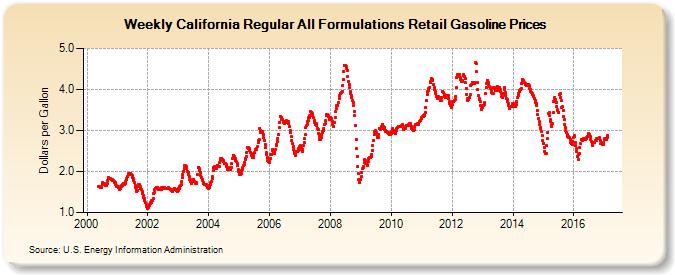 Weekly California Regular All Formulations Retail Gasoline Prices
Dollars per Gallon
5.0
4.0
3.0
2.0
1.0
2000 2002 2004 2006 2008 2010 2012 2014 2016
Source: U.S. Energy Information Administration